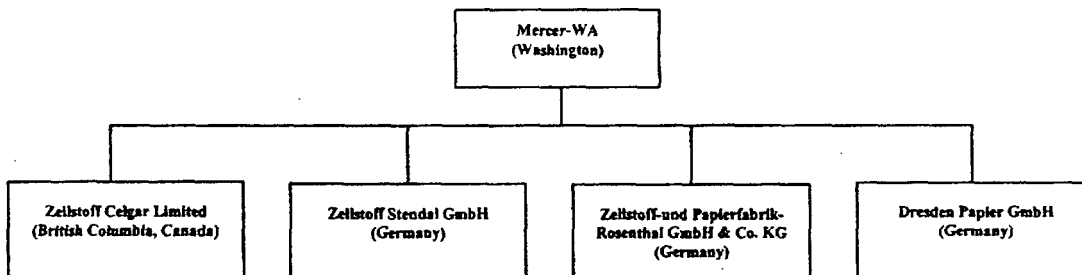 Mercer-WA
(Washington)
Zellstoff Celgar Limited
(British Columbia, Canada)
Zellstoff Stendal GmbH
(Germany)
Zellstoff-und Papierfabrik-
Rosenthal GmbH & Co. KG
(Germany)
Dresden Papier GmbH
(Germany)